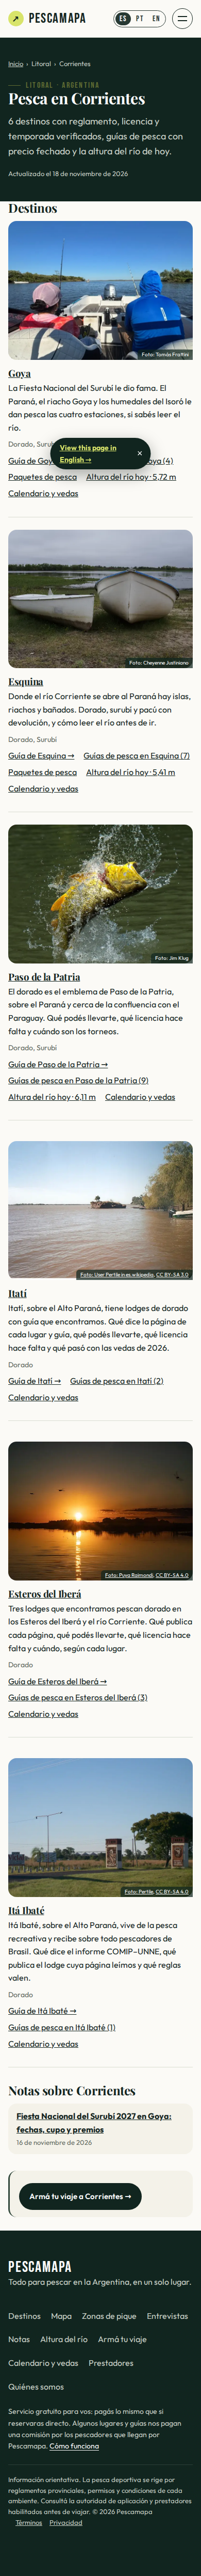 PESCAMAPA
ES PT EN
Inicio › Litoral › Corrientes
LITORAL · ARGENTINA
Pesca en Corrientes
6 destinos con reglamento, licencia y
temporada verificados, guías de pesca con
precio fechado y la altura del río de hoy.
Actualizado el 18 de noviembre de 2026
Destinos
Foto: Tomás Frattini
Goya
La Fiesta Nacional del Surubí le dio fama. El
Paraná, el riacho Goya y los humedales del Isoró le
dan pesca las cuatro estaciones, si sabés leer el
río.
Dorado, Surubí
View this page in
English → ×
Guía de Goya (4)
Paquetes de pesca Altura del río hoy · 5,72 m
Calendario y vedas
Foto: Cheyenne Justiniano
Esquina
Donde el río Corriente se abre al Paraná hay islas,
riachos y bañados. Dorado, surubí y pacú con
devolución, y cómo leer el río antes de ir.
Dorado, Surubí
Guía de Esquina → Guías de pesca en Esquina (7)
Paquetes de pesca Altura del río hoy · 5,41 m
Calendario y vedas
Foto: Jim Klug
Paso de la Patria
El dorado es el emblema de Paso de la Patria,
sobre el Paraná y cerca de la confluencia con el
Paraguay. Qué podés llevarte, qué licencia hacer
falta y cuándo son los torneos.
Dorado, Surubí
Guía de Paso de la Patria →
Guías de pesca en Paso de la Patria (9)
Altura del río hoy · 6,11 m Calendario y vedas
Foto: User Pertile in es.wikipedia, CC BY-SA 3.0
Itatí
Itatí, sobre el Alto Paraná, tiene lodges de dorado
con guía que encontramos. Qué dice la página de
cada lugar y guía, qué podés llevarte, qué licencia
hace falta y qué pasó con las vedas de 2026.
Dorado
Guía de Itatí → Guías de pesca en Itatí (2)
Calendario y vedas
Foto: Puya Raimondi, CC BY-SA 4.0
Esteros del Iberá
Tres lodges que encontramos pescan dorado en
los Esteros del Iberá y el río Corriente. Qué publica
cada página, qué podés llevarte, qué licencia hace
falta y cuándo, según cada lugar.
Dorado
Guía de Esteros del Iberá →
Guías de pesca en Esteros del Iberá (3)
Calendario y vedas
Foto: Pertile, CC BY-SA 4.0
Itá Ibaté
Itá Ibaté, sobre el Alto Paraná, vive de la pesca
recreativa y recibe sobre todo pescadores de
Brasil. Qué dice el informe COMIP–UNNE, qué
publica el lodge cuya página leímos y qué reglas
valen.
Dorado
Guía de Itá Ibaté →
Guías de pesca en Itá Ibaté (1)
Calendario y vedas
Notas sobre Corrientes
Fiesta Nacional del Surubí 2027 en Goya:
fechas, cupo y premios
16 de noviembre de 2026
Armá tu viaje a Corrientes →
PESCAMAPA
Todo para pescar en la Argentina, en un solo lugar.
Destinos Mapa Zonas de pique Entrevistas
Notas Altura del río Armá tu viaje
Calendario y vedas Prestadores
Quiénes somos
Servicio gratuito para vos: pagás lo mismo que si
reservaras directo. Algunos lugares y guías nos pagan
una comisión por los pescadores que llegan por
Pescamapa. Cómo funciona
Información orientativa. La pesca deportiva se rige por
reglamentos provinciales, permisos y condiciones de cada
ambiente. Consultá la autoridad de aplicación y prestadores
habilitados antes de viajar. © 2026 Pescamapa
Términos Privacidad